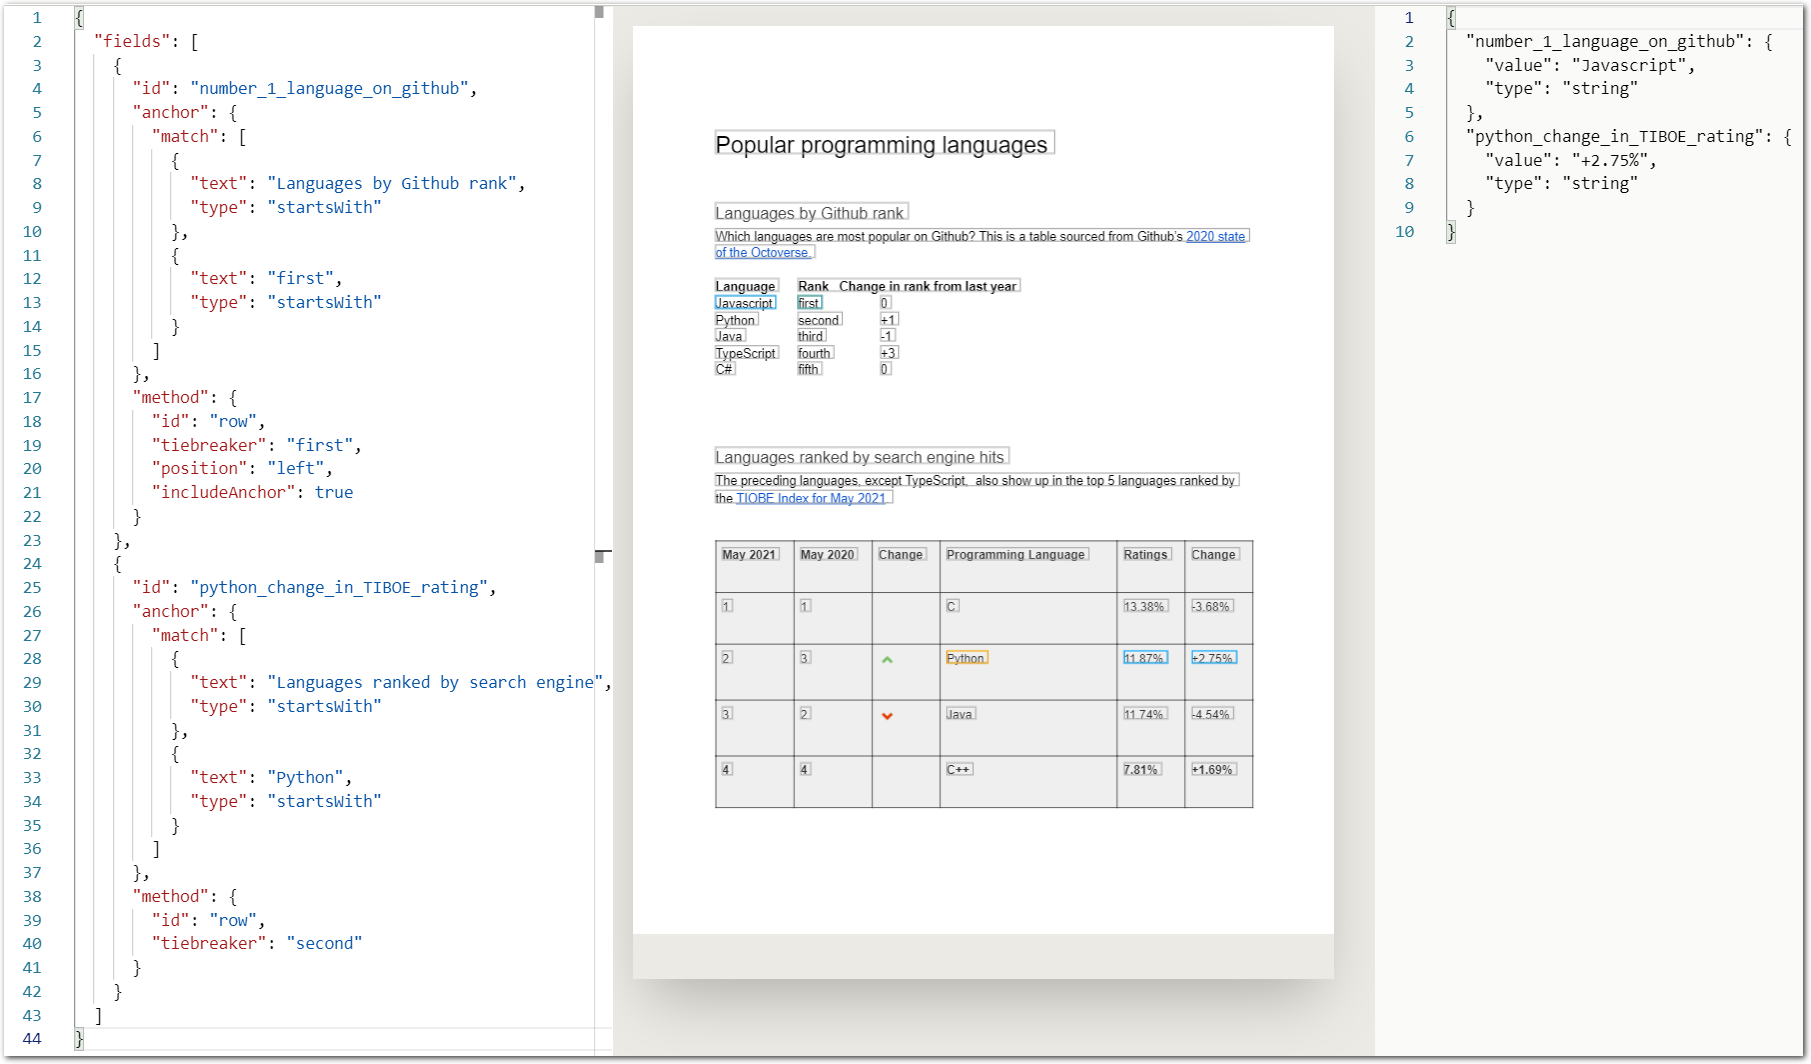 1 {
2 "fields": [
3 {
4 "id": "number_1_language_on_github",
5 "anchor": {
6 "match": [
7 {
8 "text": "Languages by Github rank",
9 "type": "startsWith"
10 },
11 {
12 "text": "first",
13 "type": "startsWith"
14 }
15 ]
16 },
17 "method": {
18 "id": "row",
19 "tiebreaker": "first",
20 "position": "left",
21 "includeAnchor": true
22 }
23 },
24 {
25 "id": "python_change_in_TIBOE_rating",
26 "anchor": {
27 "match": [
28 {
29 "text": "Languages ranked by search engine",
30 "type": "startsWith"
31 },
32 {
33 "text": "Python",
34 "type": "startsWith"
35 }
36 ]
37 },
38 "method": {
39 "id": "row",
40 "tiebreaker": "second"
41 }
42 }
43 ]
44 }
Popular programming languages
Languages by Github rank
Which languages are most popular on Github? This is a table sourced from Github's 2020 state
of the Octoverse.
Language Rank Change in rank from last year
Javascript first 0
Python second +1
Java third -1
TypeScript fourth +3
C# fifth 0
Languages ranked by search engine hits
The preceding languages, except TypeScript, also show up in the top 5 languages ranked by
the TIOBE Index for May 2021
May 2021 May 2020 Change Programming Language Ratings Change
1 1 C 13.38% -3.68%
2 3 Python 11.87% +2.75%
3 2 Java 11.74% -4.54%
4 4 C++ 7.81% +1.69%
1 {
2 "number_1_language_on_github": {
3 "value": "Javascript",
4 "type": "string"
5 },
6 "python_change_in_TIBOE_rating": {
7 "value": "+2.75%",
8 "type": "string"
9 }
10 }